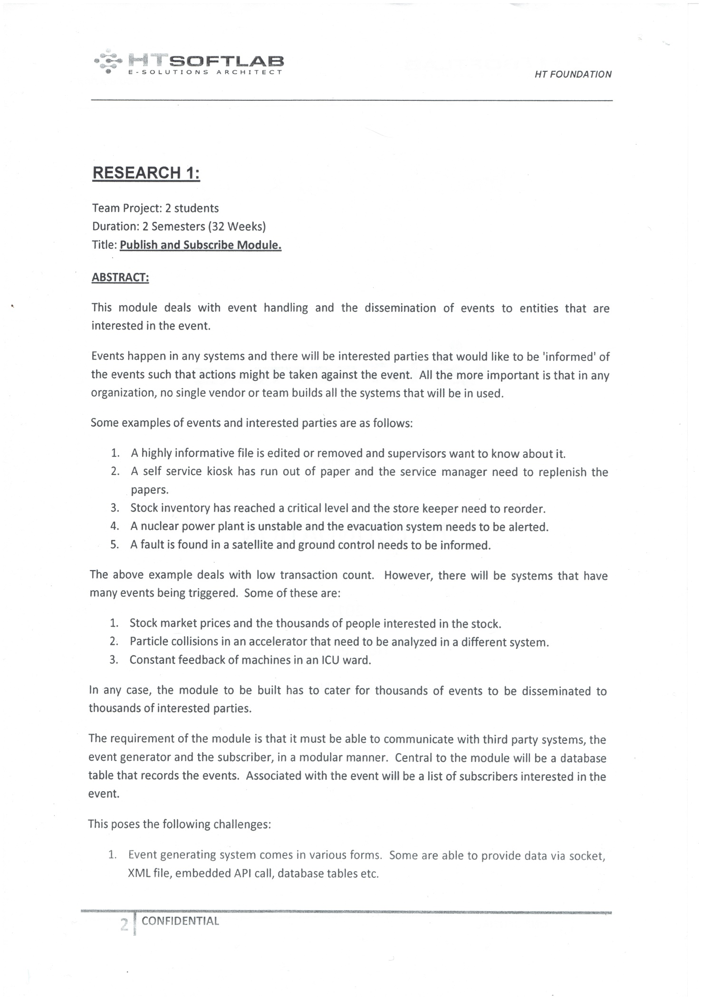 HTSOFTLAB
E-SOLUTIONS ARCHITECT
HT FOUNDATION
RESEARCH 1:
Team Project: 2 students
Duration: 2 Semesters (32 Weeks)
Title: Publish and Subscribe Module.
ABSTRACT:
This module deals with event handling and the dissemination of events to entities that are
interested in the event.
Events happen in any systems and there will be interested parties that would like to be 'informed' of
the events such that actions might be taken against the event. All the more important is that in any
organization, no single vendor or team builds all the systems that will be in used.
Some examples of events and interested parties are as follows:
1. A highly informative file is edited or removed and supervisors want to know about it.
2. A self service kiosk has run out of paper and the service manager need to replenish the
papers.
3. Stock inventory has reached a critical level and the store keeper need to reorder.
4. A nuclear power plant is unstable and the evacuation system needs to be alerted.
5. A fault is found in a satellite and ground control needs to be informed.
The above example deals with low transaction count. However, there will be systems that have
many events being triggered. Some of these are:
1. Stock market prices and the thousands of people interested in the stock.
2. Particle collisions in an accelerator that need to be analyzed in a different system.
3. Constant feedback of machines in an ICU ward.
In any case, the module to be built has to cater for thousands of events to be disseminated to
thousands of interested parties.
The requirement of the module is that it must be able to communicate with third party systems, the
event generator and the subscriber, in a modular manner. Central to the module will be a database
table that records the events. Associated with the event will be a list of subscribers interested in the
event.
This poses the following challenges:
1. Event generating system comes in various forms. Some are able to provide data via socket,
XML file, embedded API call, database tables etc.
2 CONFIDENTIAL